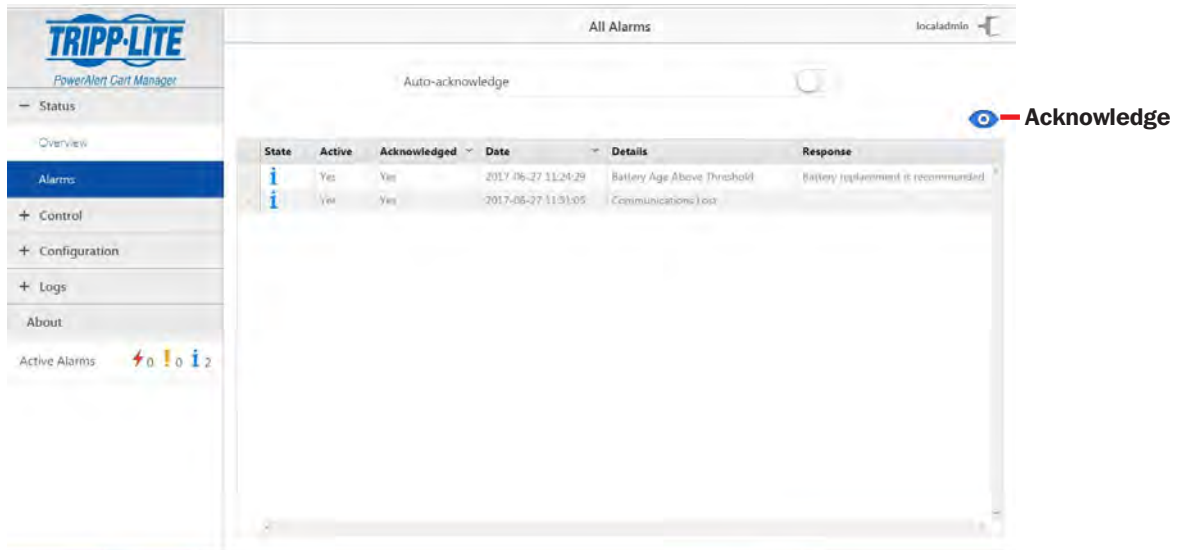 TRIPP·LITE
PowerAlert Cart Manager
All Alarms
localadmin
Auto-acknowledge
Acknowledge
− Status
Overview
Alarms
+ Control
+ Configuration
+ Logs
About
Active Alarms 0 ! 0 i 2
State Active Acknowledged Date Details Response
i Yes Yes 2017-06-27 11:24:29 Battery Age Above Threshold Battery replacement is recommended
i Yes Yes 2017-06-27 11:31:05 Communications Lost